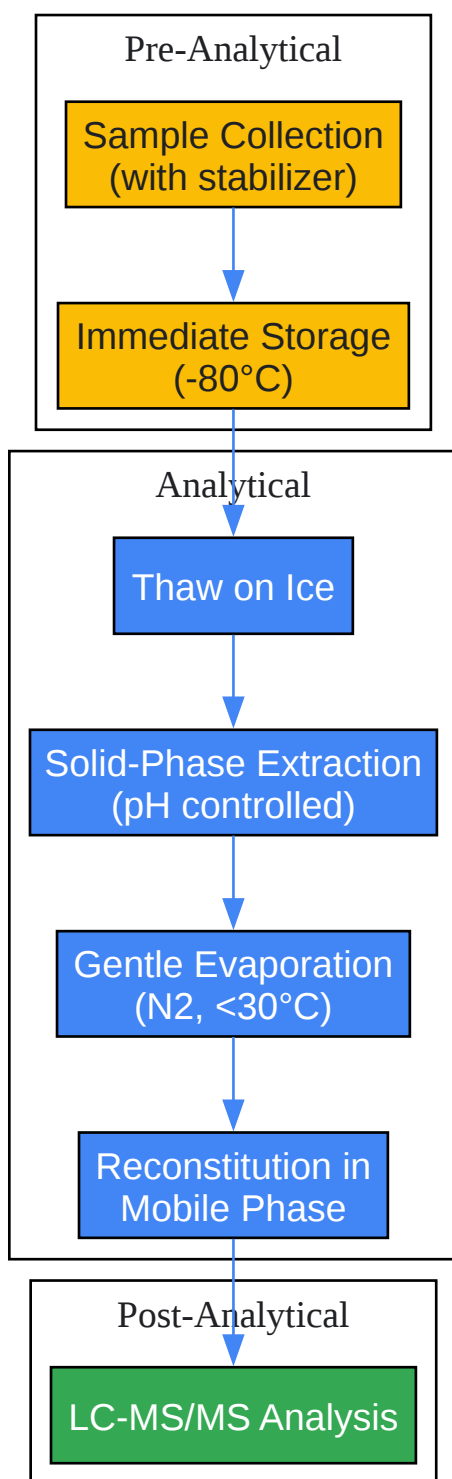 Pre-Analytical
Sample Collection
(with stabilizer)
Immediate Storage
(-80°C)
Analytical
Thaw on Ice
Solid-Phase Extraction
(pH controlled)
Gentle Evaporation
(N2, <30°C)
Reconstitution in
Mobile Phase
Post-Analytical
LC-MS/MS Analysis